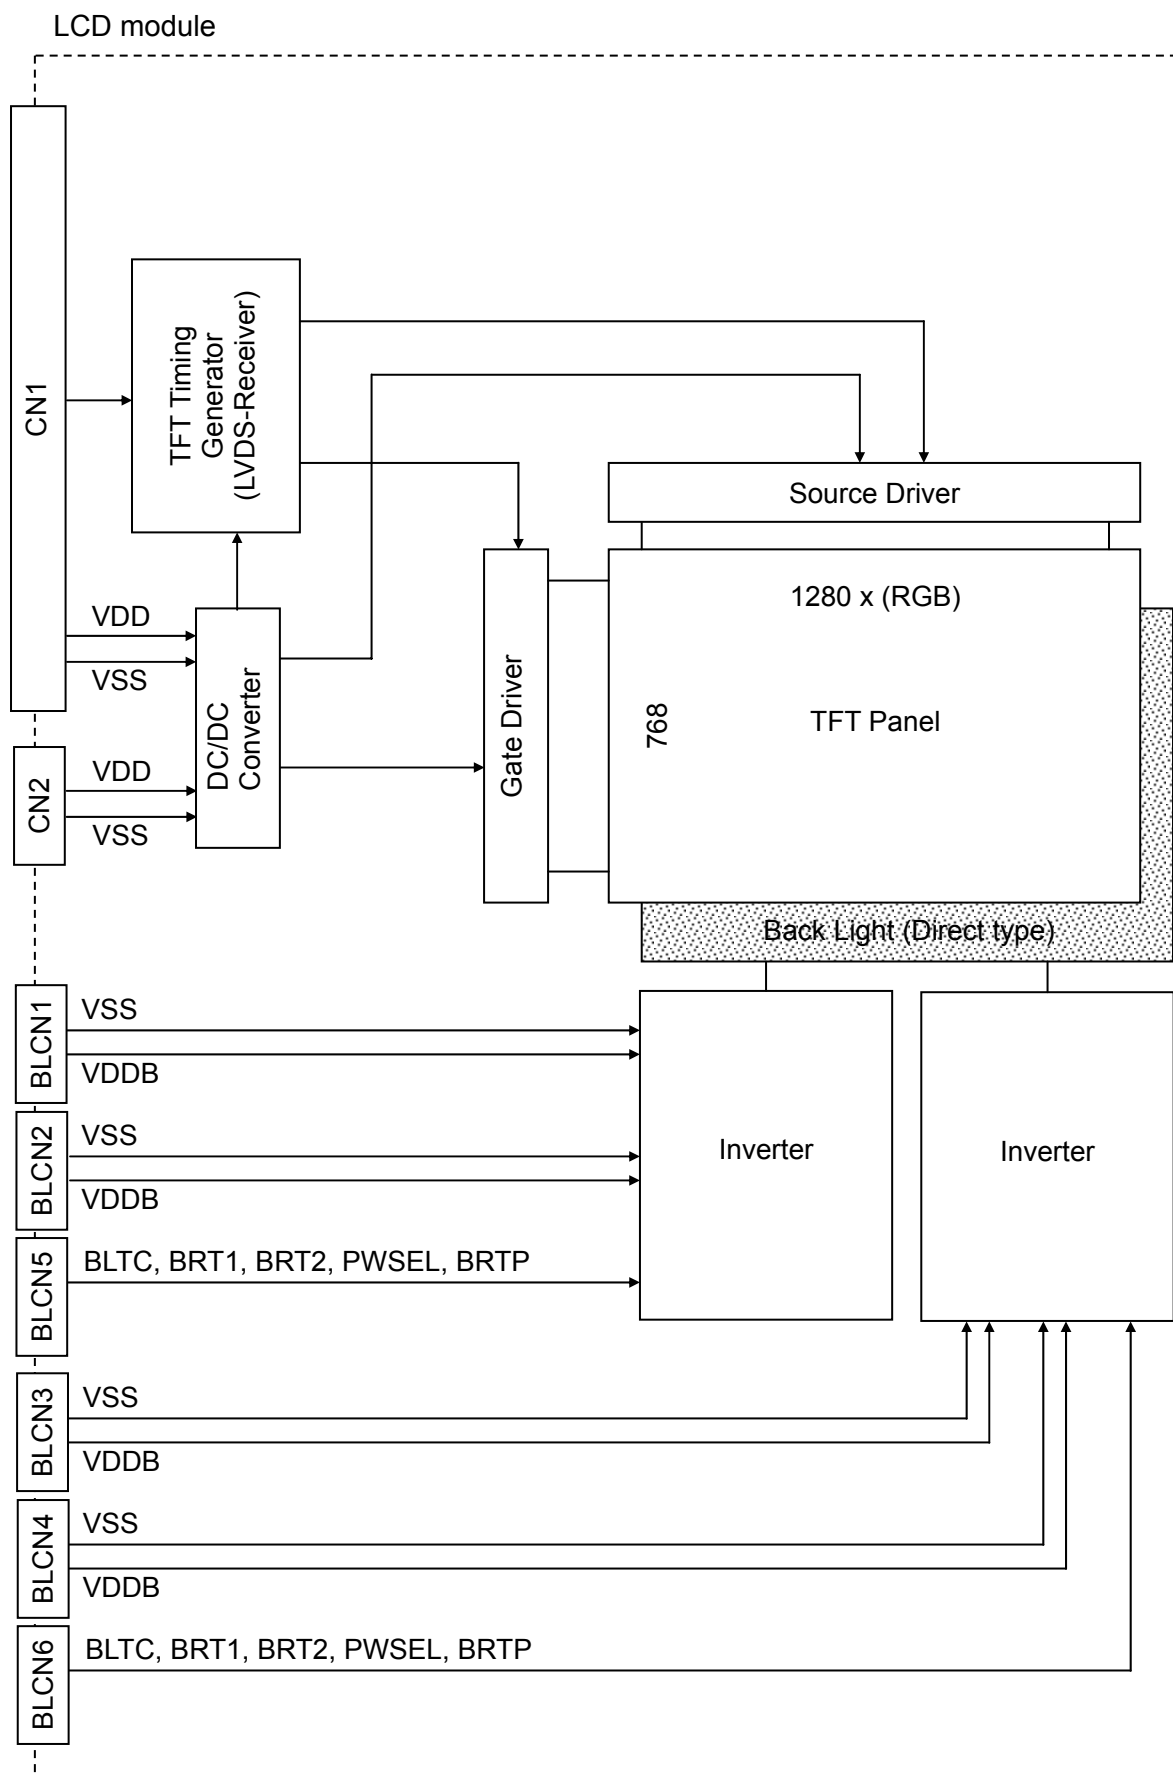 LCD module
CN1
TFT Timing
Generator
(LVDS-Receiver)
Source Driver
1280 x (RGB)
768
TFT Panel
Gate Driver
VDD
VSS
DC/DC
Converter
CN2
VDD
VSS
Back Light (Direct type)
BLCN1
VSS
VDDB
BLCN2
VSS
VDDB
Inverter
Inverter
BLCN5
BLTC, BRT1, BRT2, PWSEL, BRTP
BLCN3
VSS
VDDB
BLCN4
VSS
VDDB
BLCN6
BLTC, BRT1, BRT2, PWSEL, BRTP